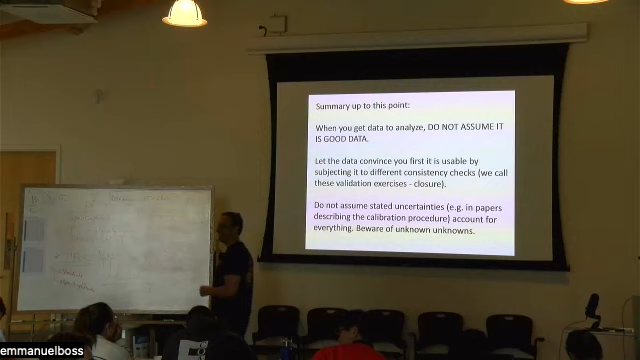 Summary up to this point:
When you get data to analyze, DO NOT ASSUME IT
IS GOOD DATA.
Let the data convince you first it is usable by
subjecting it to different consistency checks (we call
these validation exercises - closure).
Do not assume stated uncertainties (e.g. in papers
describing the calibration procedure) account for
everything. Beware of unknown unknowns.
emmanuelboss